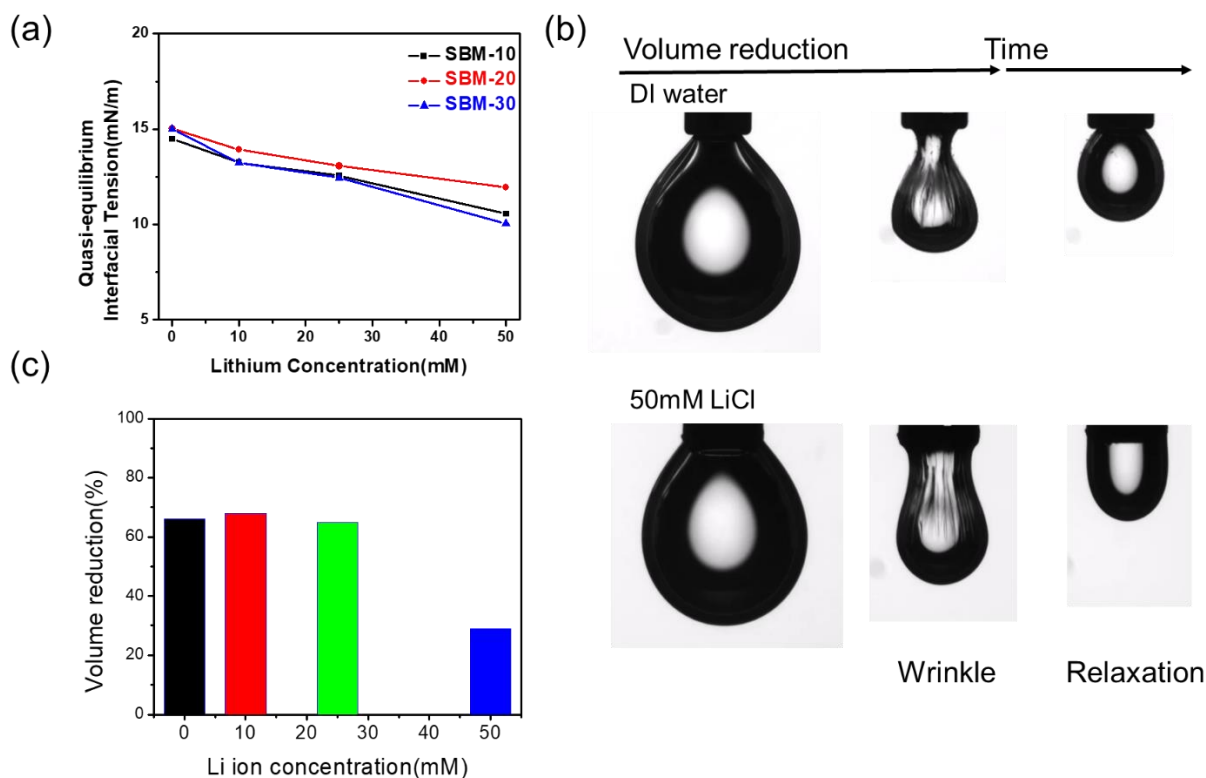 (a)
20
15
10
5
Quasi-equilibrium
Interfacial Tension(mN/m)
SBM-10
SBM-20
SBM-30
0 10 20 30 40 50
Lithium Concentration(mM)
(b)
Volume reduction Time
DI water
50mM LiCl
Wrinkle Relaxation
(c)
100
80
60
40
20
0
Volume reduction(%)
0 10 20 30 40 50
Li ion concentration(mM)